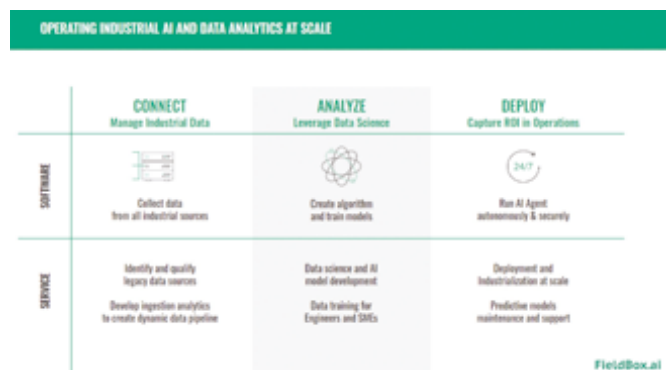 OPERATING INDUSTRIAL AI AND DATA ANALYTICS AT SCALE
CONNECT
Manage Industrial Data
ANALYZE
Leverage Data Science
DEPLOY
Capture ROI in Operations
SOFTWARE
Collect data
from all industrial sources
Create algorithm
and train models
24/7
Run AI Agent
autonomously & securely
SERVICE
Identify and qualify
legacy data sources
Develop ingestion analytics
to create dynamic data pipeline
Data science and AI
model development
Data training for
Engineers and SMEs
Deployment and
Industrialization at scale
Predictive models
maintenance and support
FieldBox.ai